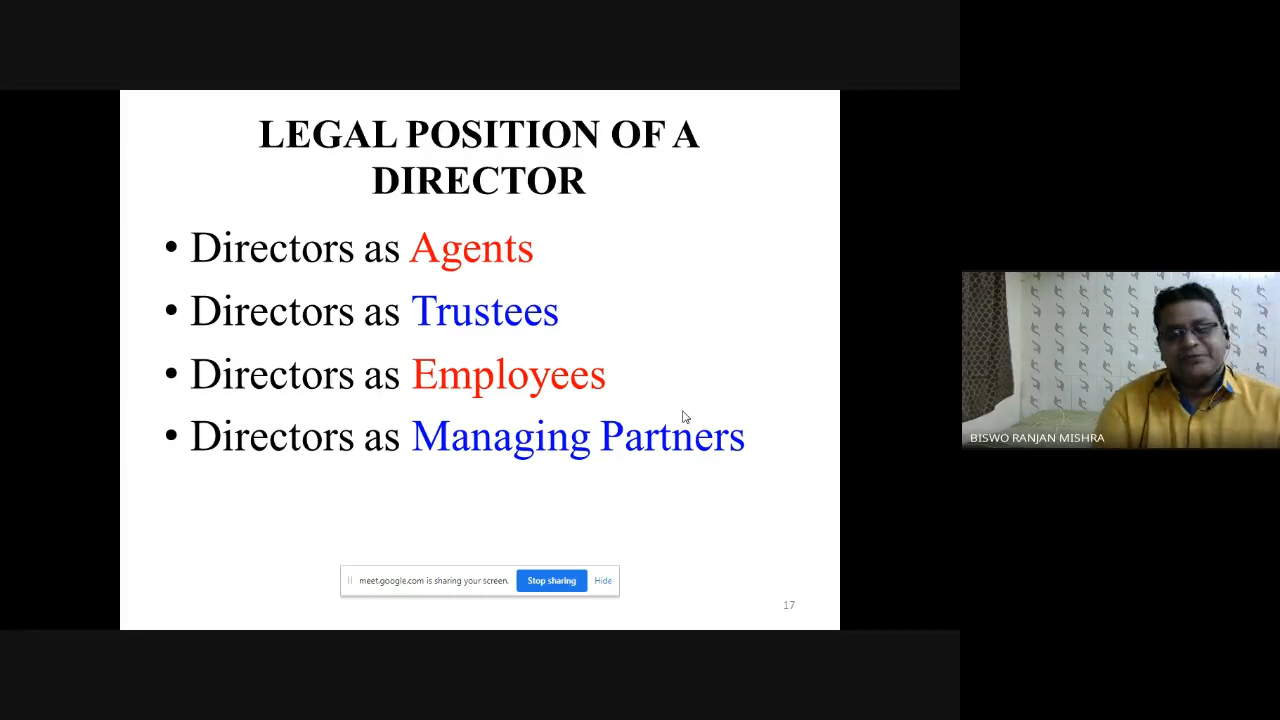 LEGAL POSITION OF A
DIRECTOR
• Directors as Agents
• Directors as Trustees
• Directors as Employees
• Directors as Managing Partners
meet.google.com is sharing your screen.
Stop sharing
Hide
17
BISWO RANJAN MISHRA